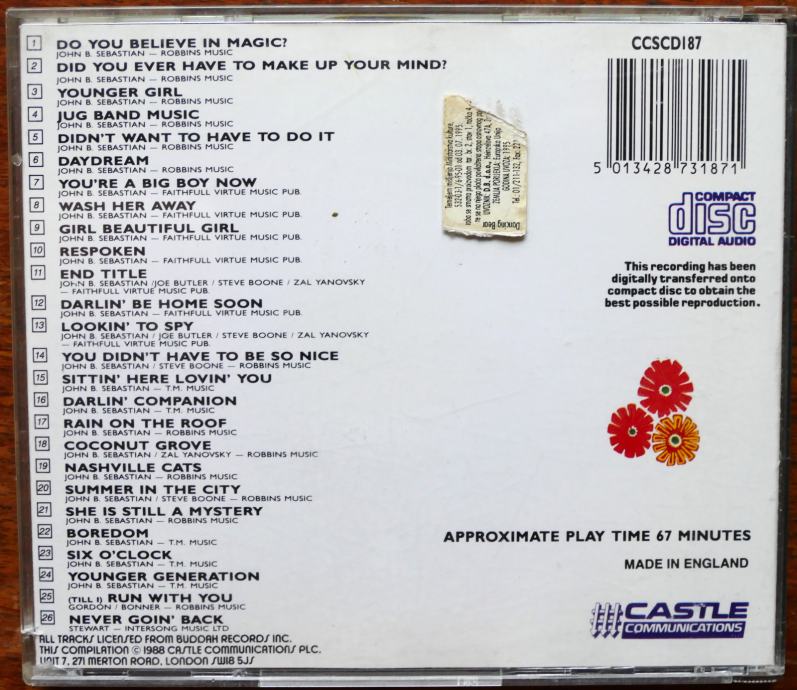 1 DO YOU BELIEVE IN MAGIC?
JOHN B. SEBASTIAN — ROBBINS MUSIC
2 DID YOU EVER HAVE TO MAKE UP YOUR MIND?
JOHN B. SEBASTIAN — ROBBINS MUSIC
3 YOUNGER GIRL
JOHN B. SEBASTIAN — ROBBINS MUSIC
4 JUG BAND MUSIC
JOHN B. SEBASTIAN — ROBBINS MUSIC
5 DIDN'T WANT TO HAVE TO DO IT
JOHN B. SEBASTIAN — ROBBINS MUSIC
6 DAYDREAM
JOHN B. SEBASTIAN — ROBBINS MUSIC
7 YOU'RE A BIG BOY NOW
JOHN B. SEBASTIAN — FAITHFULL VIRTUE MUSIC PUB.
8 WASH HER AWAY
JOHN B. SEBASTIAN — FAITHFULL VIRTUE MUSIC PUB.
9 GIRL BEAUTIFUL GIRL
JOHN B. SEBASTIAN — FAITHFULL VIRTUE MUSIC PUB.
10 RESPOKEN
JOHN B. SEBASTIAN — FAITHFULL VIRTUE MUSIC PUB.
11 END TITLE
JOHN B. SEBASTIAN /JOE BUTLER / STEVE BOONE / ZAL YANOVSKY
— FAITHFULL VIRTUE MUSIC PUB.
12 DARLIN' BE HOME SOON
JOHN B. SEBASTIAN — FAITHFULL VIRTUE MUSIC PUB.
13 LOOKIN' TO SPY
JOHN B. SEBASTIAN / JOE BUTLER / STEVE BOONE / ZAL YANOVSKY
— FAITHFULL VIRTUE MUSIC PUB.
14 YOU DIDN'T HAVE TO BE SO NICE
JOHN B. SEBASTIAN / STEVE BOONE — ROBBINS MUSIC
15 SITTIN' HERE LOVIN' YOU
JOHN B. SEBASTIAN — T.M. MUSIC
16 DARLIN' COMPANION
JOHN B. SEBASTIAN — T.M. MUSIC
17 RAIN ON THE ROOF
JOHN B. SEBASTIAN — ROBBINS MUSIC
18 COCONUT GROVE
JOHN B. SEBASTIAN / ZAL YANOVSKY — ROBBINS MUSIC
19 NASHVILLE CATS
JOHN B. SEBASTIAN — ROBBINS MUSIC
20 SUMMER IN THE CITY
JOHN B. SEBASTIAN / STEVE BOONE — ROBBINS MUSIC
21 SHE IS STILL A MYSTERY
JOHN B. SEBASTIAN — ROBBINS MUSIC
22 BOREDOM
JOHN B. SEBASTIAN — T.M. MUSIC
23 SIX O'CLOCK
JOHN B. SEBASTIAN — T.M. MUSIC
24 YOUNGER GENERATION
JOHN B. SEBASTIAN — T.M. MUSIC
25 (TILL I) RUN WITH YOU
GORDON / BONNER — ROBBINS MUSIC
26 NEVER GOIN' BACK
STEWART — INTERSONG MUSIC LTD
ALL TRACKS LICENSED FROM BUDDAH RECORDS INC.
THIS COMPILATION © 1988 CASTLE COMMUNICATIONS PLC.
UNIT 7, 271 MERTON ROAD, LONDON SW18 5JS
UVOZNIK: D.B. d.o.o.,
ZEMLJA PORIJEKLA: Europska Unija
GODINA UVOZA: 1995.
Dancing Bear
CCSCD187
5 013428 731871
COMPACT
disc
DIGITAL AUDIO
This recording has been
digitally transferred onto
compact disc to obtain the
best possible reproduction.
APPROXIMATE PLAY TIME 67 MINUTES
MADE IN ENGLAND
CASTLE
COMMUNICATIONS